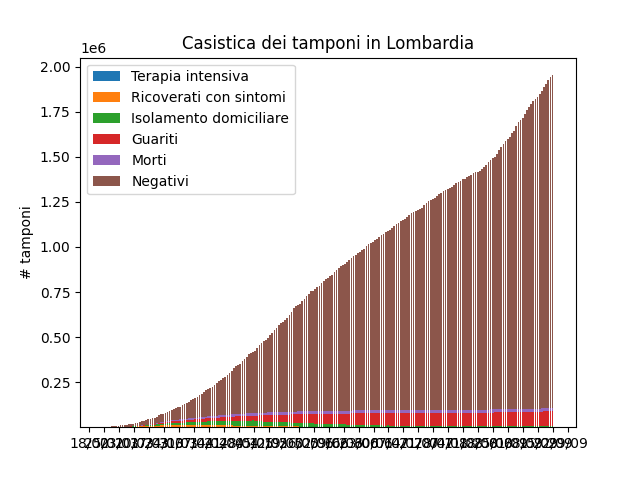 Casistica dei tamponi in Lombardia
1e6
2.00
1.75
1.50
1.25
1.00
0.75
0.50
0.25
# tamponi
Terapia intensiva
Ricoverati con sintomi
Isolamento domiciliare
Guariti
Morti
Negativi